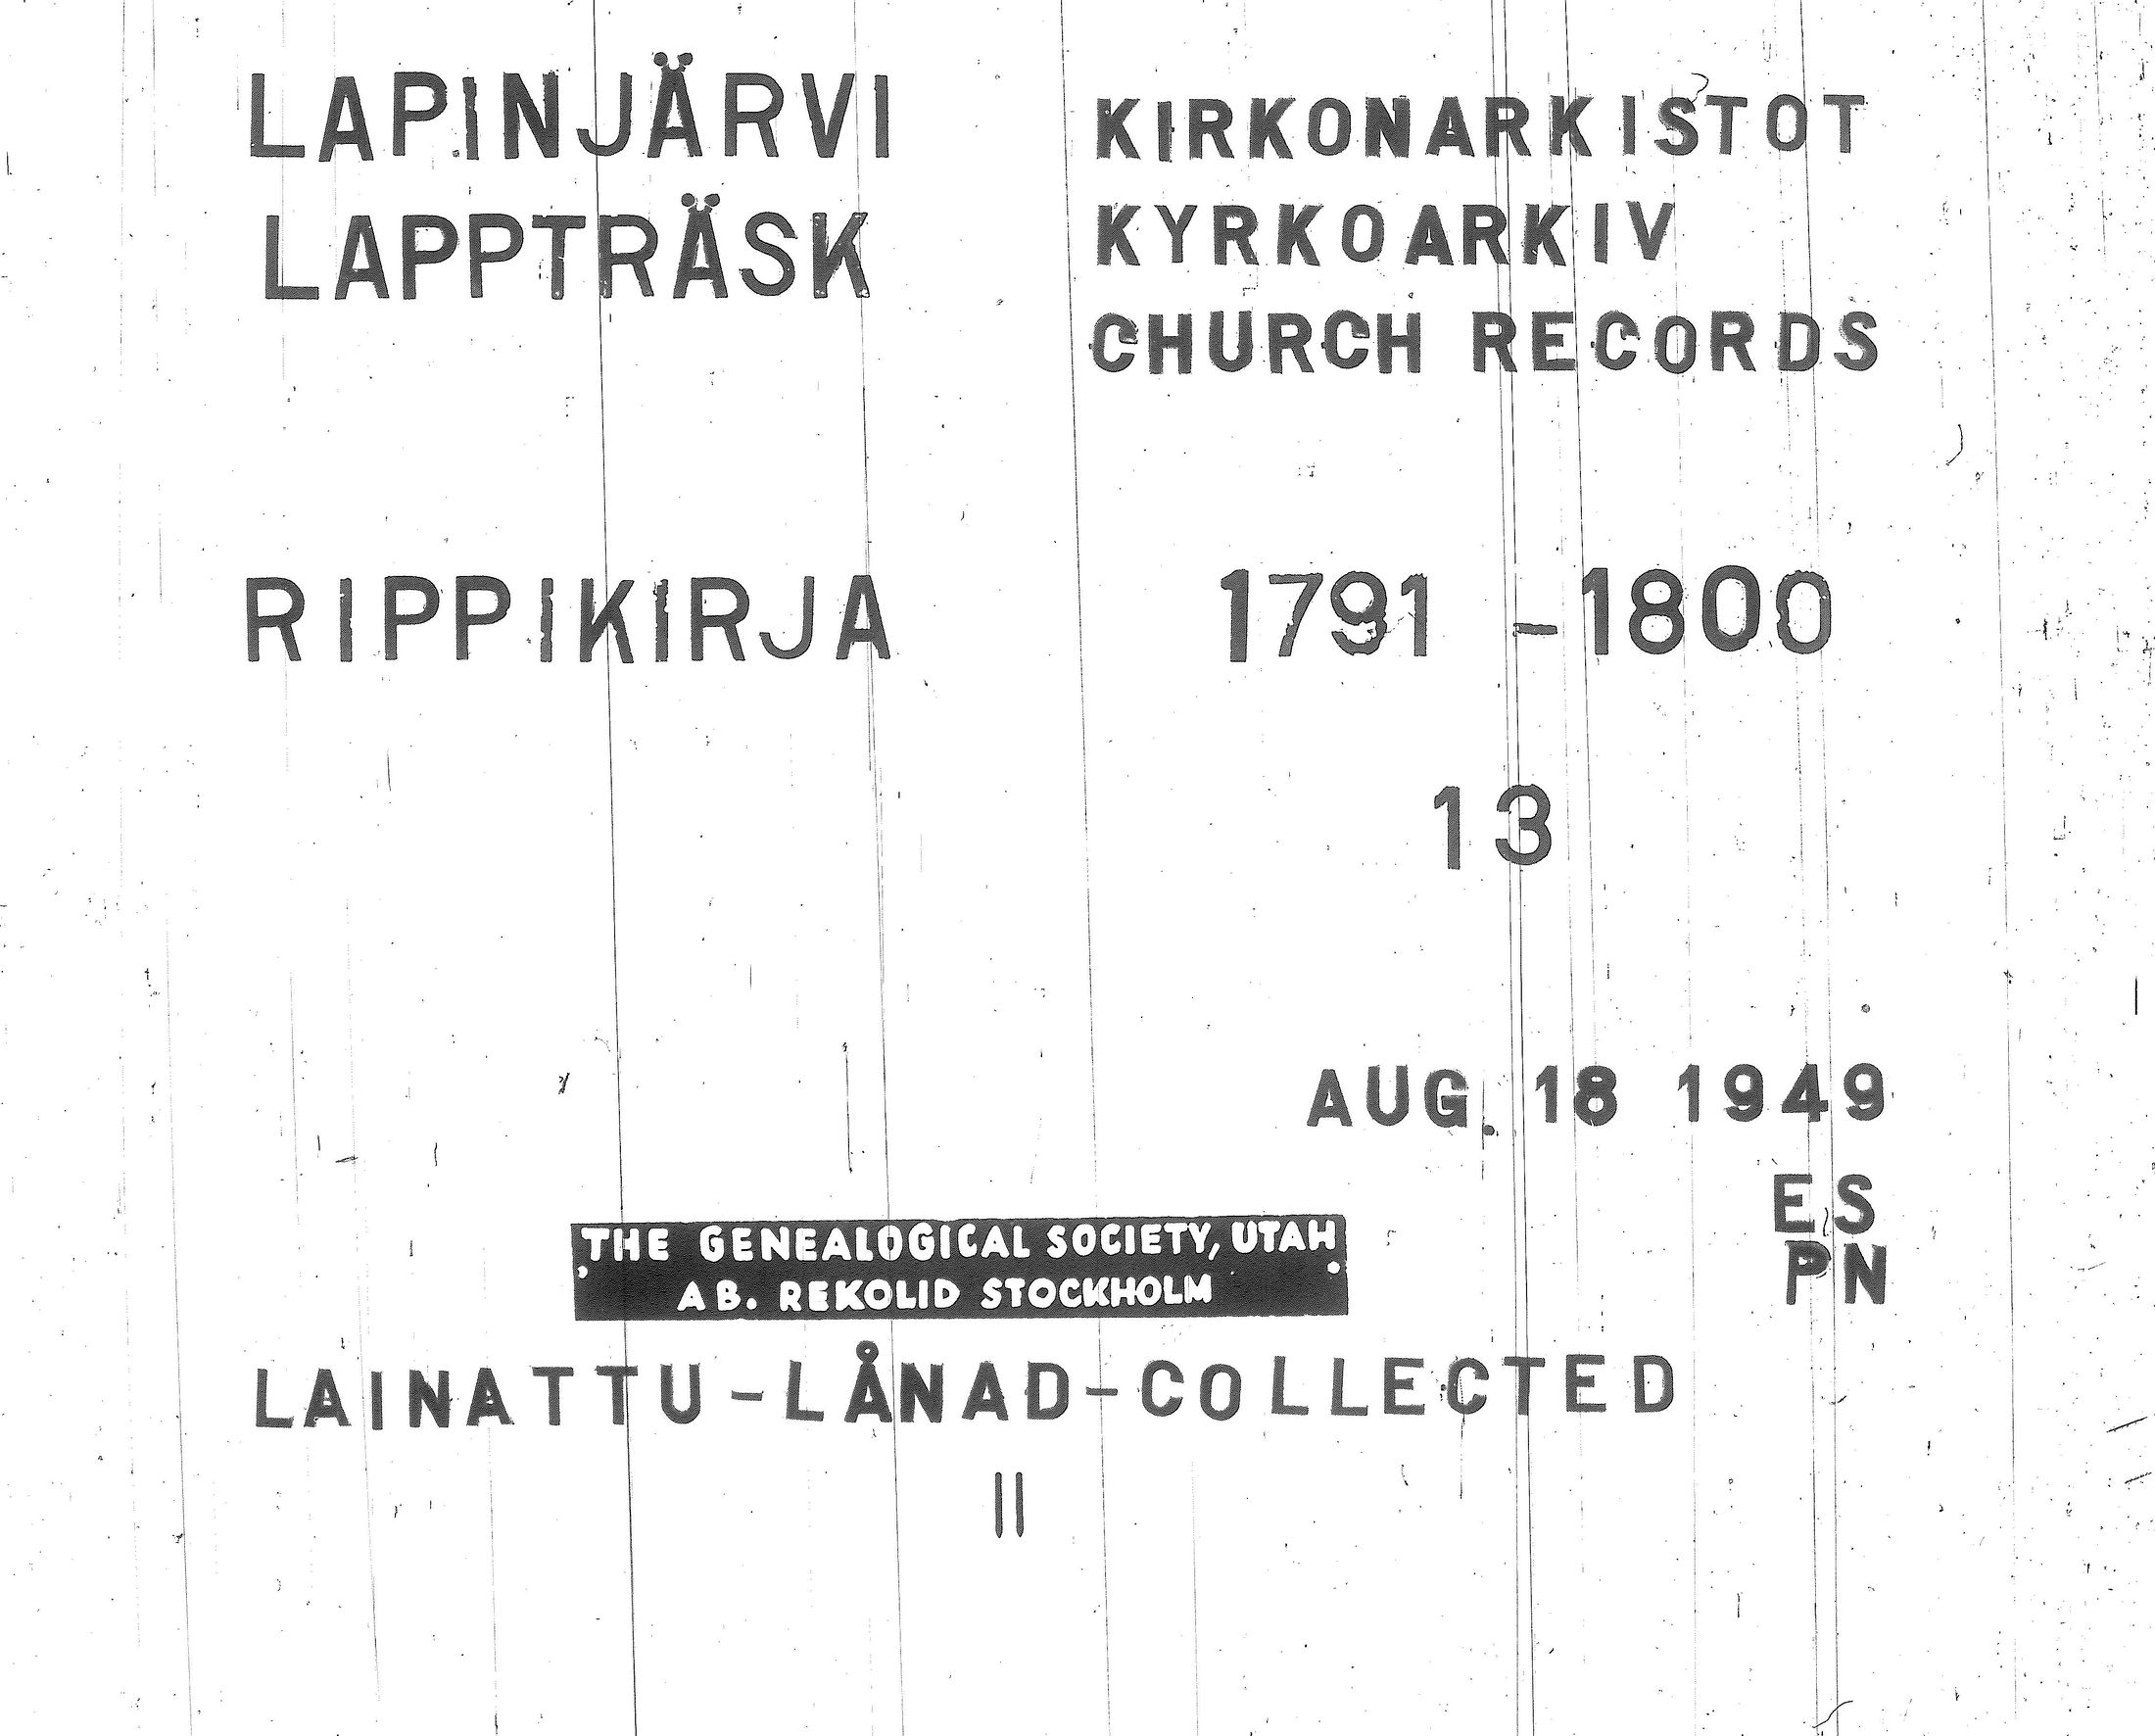 LAPINJÄRVI
LAPPTRÄSK
KIRKONARKISTOT
KYRKOARKIV
CHURCH RECORDS
RIPPIKIRJA 1791-1800
13
AUG. 18 1949
ES
PN
THE GENEALOGICAL SOCIETY, UTAH
AB. REKOLID STOCKHOLM
LAINATTU-LÅNAD-COLLECTED
II